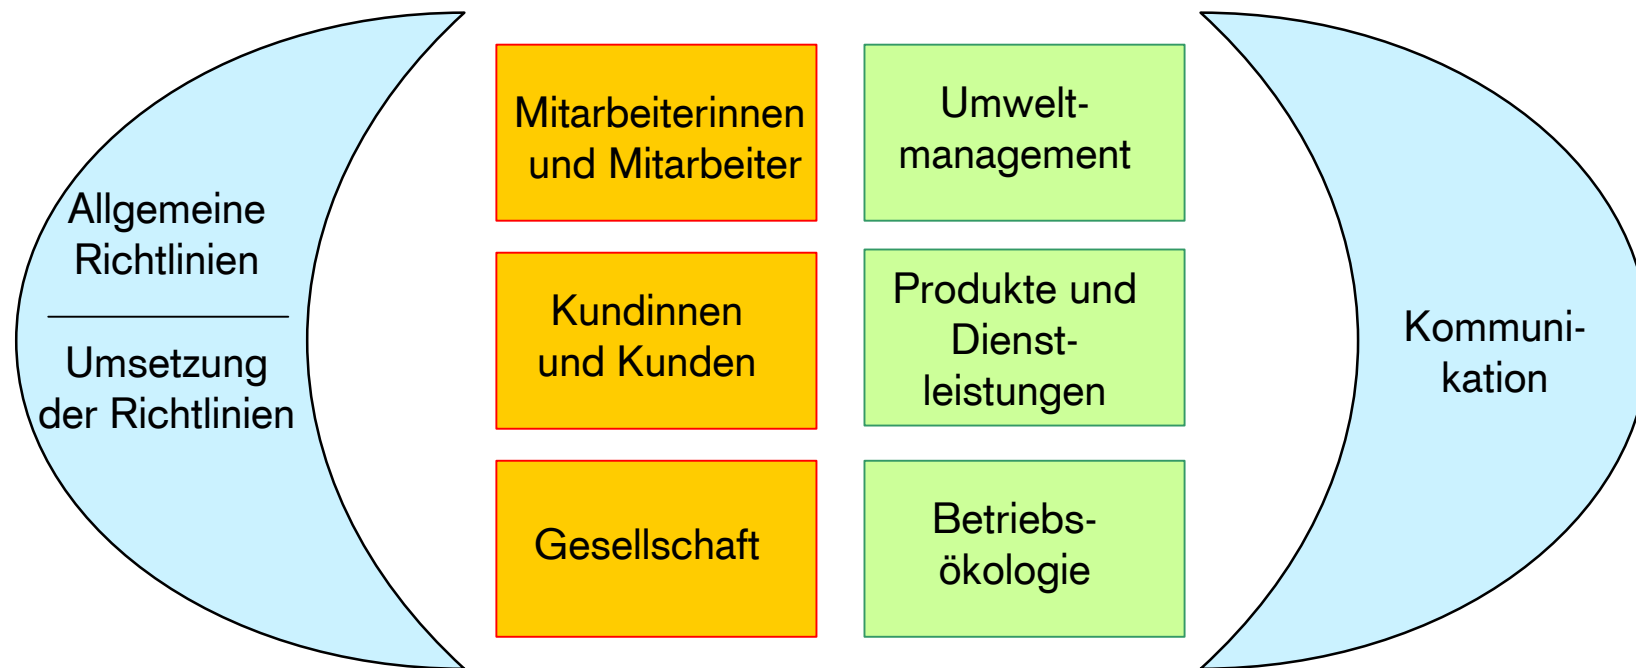 Allgemeine
Richtlinien
Umsetzung
der Richtlinien
Mitarbeiterinnen
und Mitarbeiter
Kundinnen
und Kunden
Gesellschaft
Umwelt-
management
Produkte und
Dienst-
leistungen
Betriebs-
ökologie
Kommuni-
kation